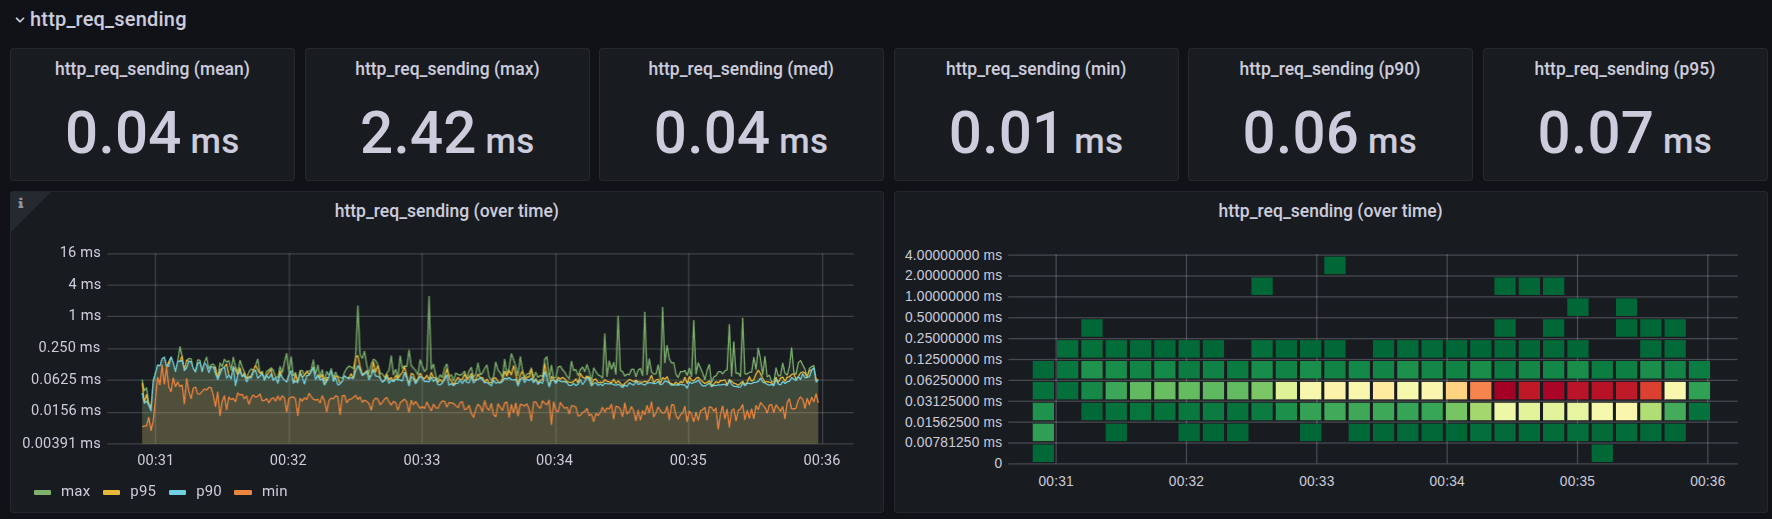 http_req_sending
http_req_sending (mean)
0.04 ms
http_req_sending (max)
2.42 ms
http_req_sending (med)
0.04 ms
http_req_sending (min)
0.01 ms
http_req_sending (p90)
0.06 ms
http_req_sending (p95)
0.07 ms
i
http_req_sending (over time)
16 ms
4 ms
1 ms
0.250 ms
0.0625 ms
0.0156 ms
0.00391 ms
00:31 00:32 00:33 00:34 00:35 00:36
max p95 p90 min
http_req_sending (over time)
4.00000000 ms
2.00000000 ms
1.00000000 ms
0.50000000 ms
0.25000000 ms
0.12500000 ms
0.06250000 ms
0.03125000 ms
0.01562500 ms
0.00781250 ms
0
00:31 00:32 00:33 00:34 00:35 00:36